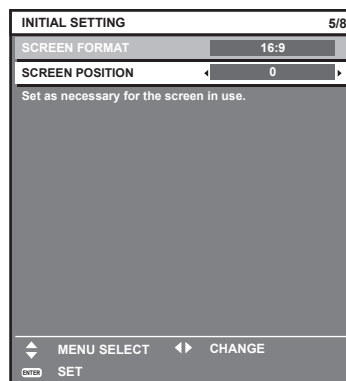 INITIAL SETTING 5/8
SCREEN FORMAT 16:9
SCREEN POSITION 0
Set as necessary for the screen in use.
MENU SELECT CHANGE
ENTER SET